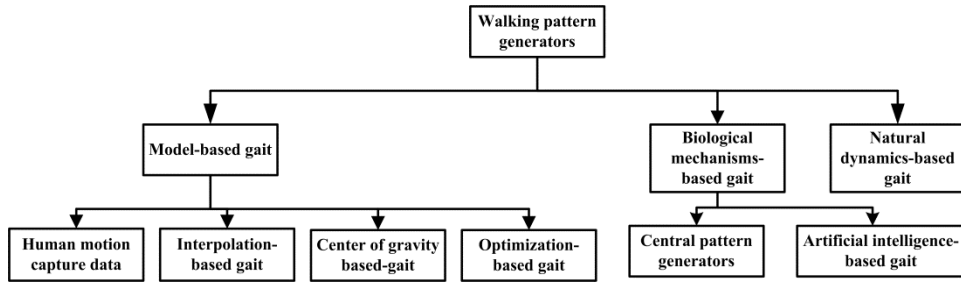 Walking pattern
generators
Model-based gait
Biological
mechanisms-
based gait
Natural
dynamics-based
gait
Human motion
capture data
Interpolation-
based gait
Center of gravity
based-gait
Optimization-
based gait
Central pattern
generators
Artificial intelligence-
based gait